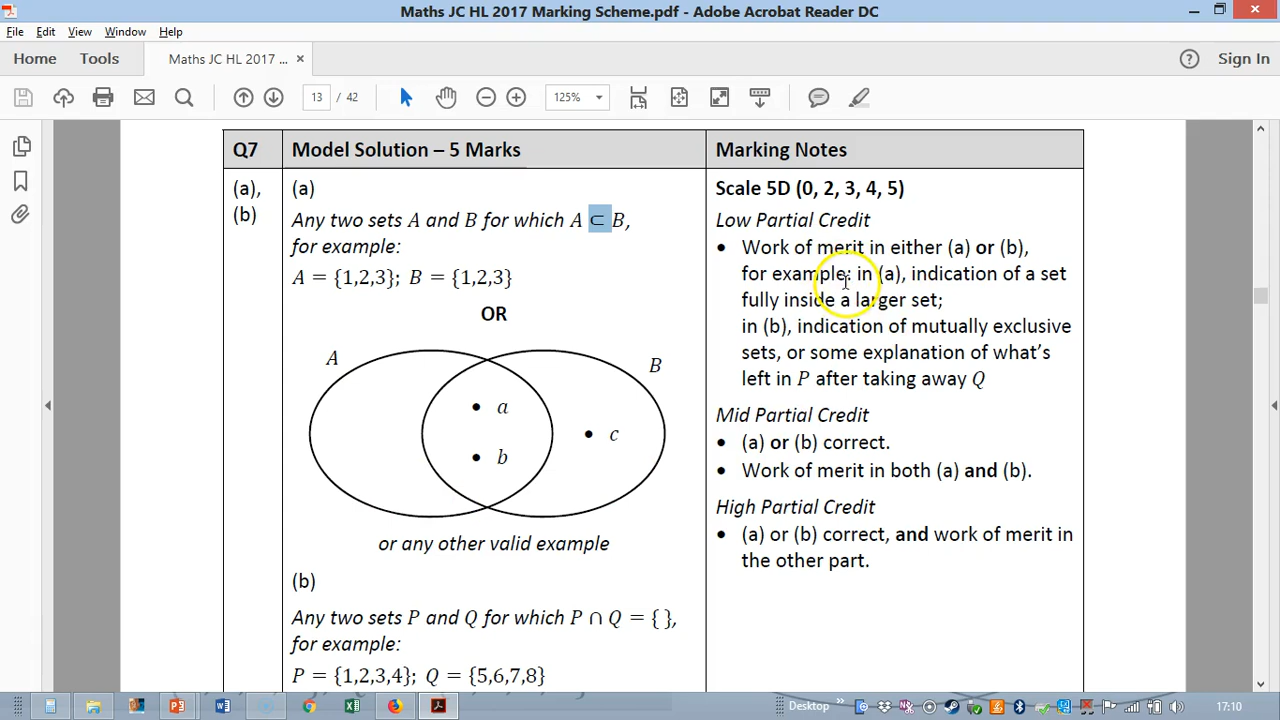 Maths JC HL 2017 Marking Scheme.pdf - Adobe Acrobat Reader DC
File Edit View Window Help
Home Tools Maths JC HL 2017 ... × Sign In
13 / 42 125%
Q7 Model Solution – 5 Marks Marking Notes
(a),
(b)
(a)
Any two sets A and B for which A ⊂ B,
for example:
A = {1,2,3}; B = {1,2,3}
OR
A
B
a
c
b
or any other valid example
(b)
Any two sets P and Q for which P ∩ Q = { },
for example:
P = {1,2,3,4}; Q = {5,6,7,8}
Scale 5D (0, 2, 3, 4, 5)
Low Partial Credit
• Work of merit in either (a) or (b),
for example: in (a), indication of a set
fully inside a larger set;
in (b), indication of mutually exclusive
sets, or some explanation of what’s
left in P after taking away Q
Mid Partial Credit
• (a) or (b) correct.
• Work of merit in both (a) and (b).
High Partial Credit
• (a) or (b) correct, and work of merit in
the other part.
Desktop 17:10